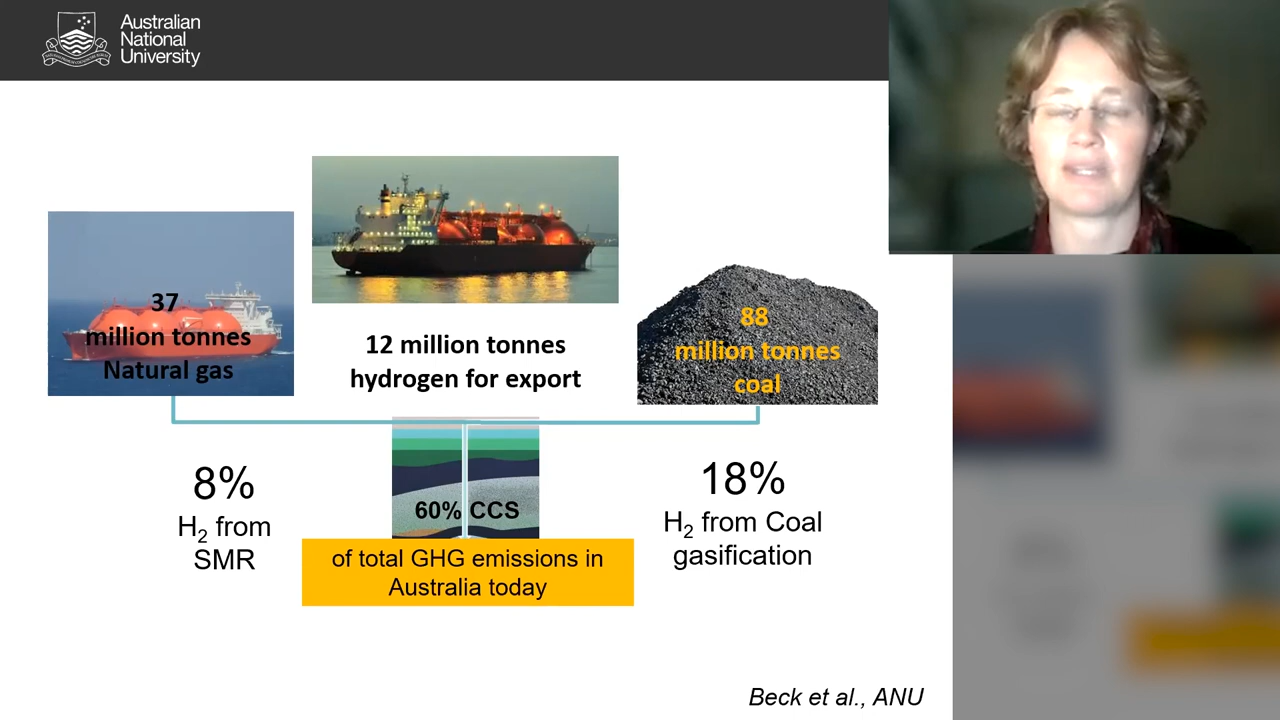 Australian
National
University
37
million tonnes
Natural gas
12 million tonnes
hydrogen for export
88
million tonnes
coal
8%
H₂ from
SMR
60% CCS
18%
H₂ from Coal
gasification
of total GHG emissions in
Australia today
Beck et al., ANU